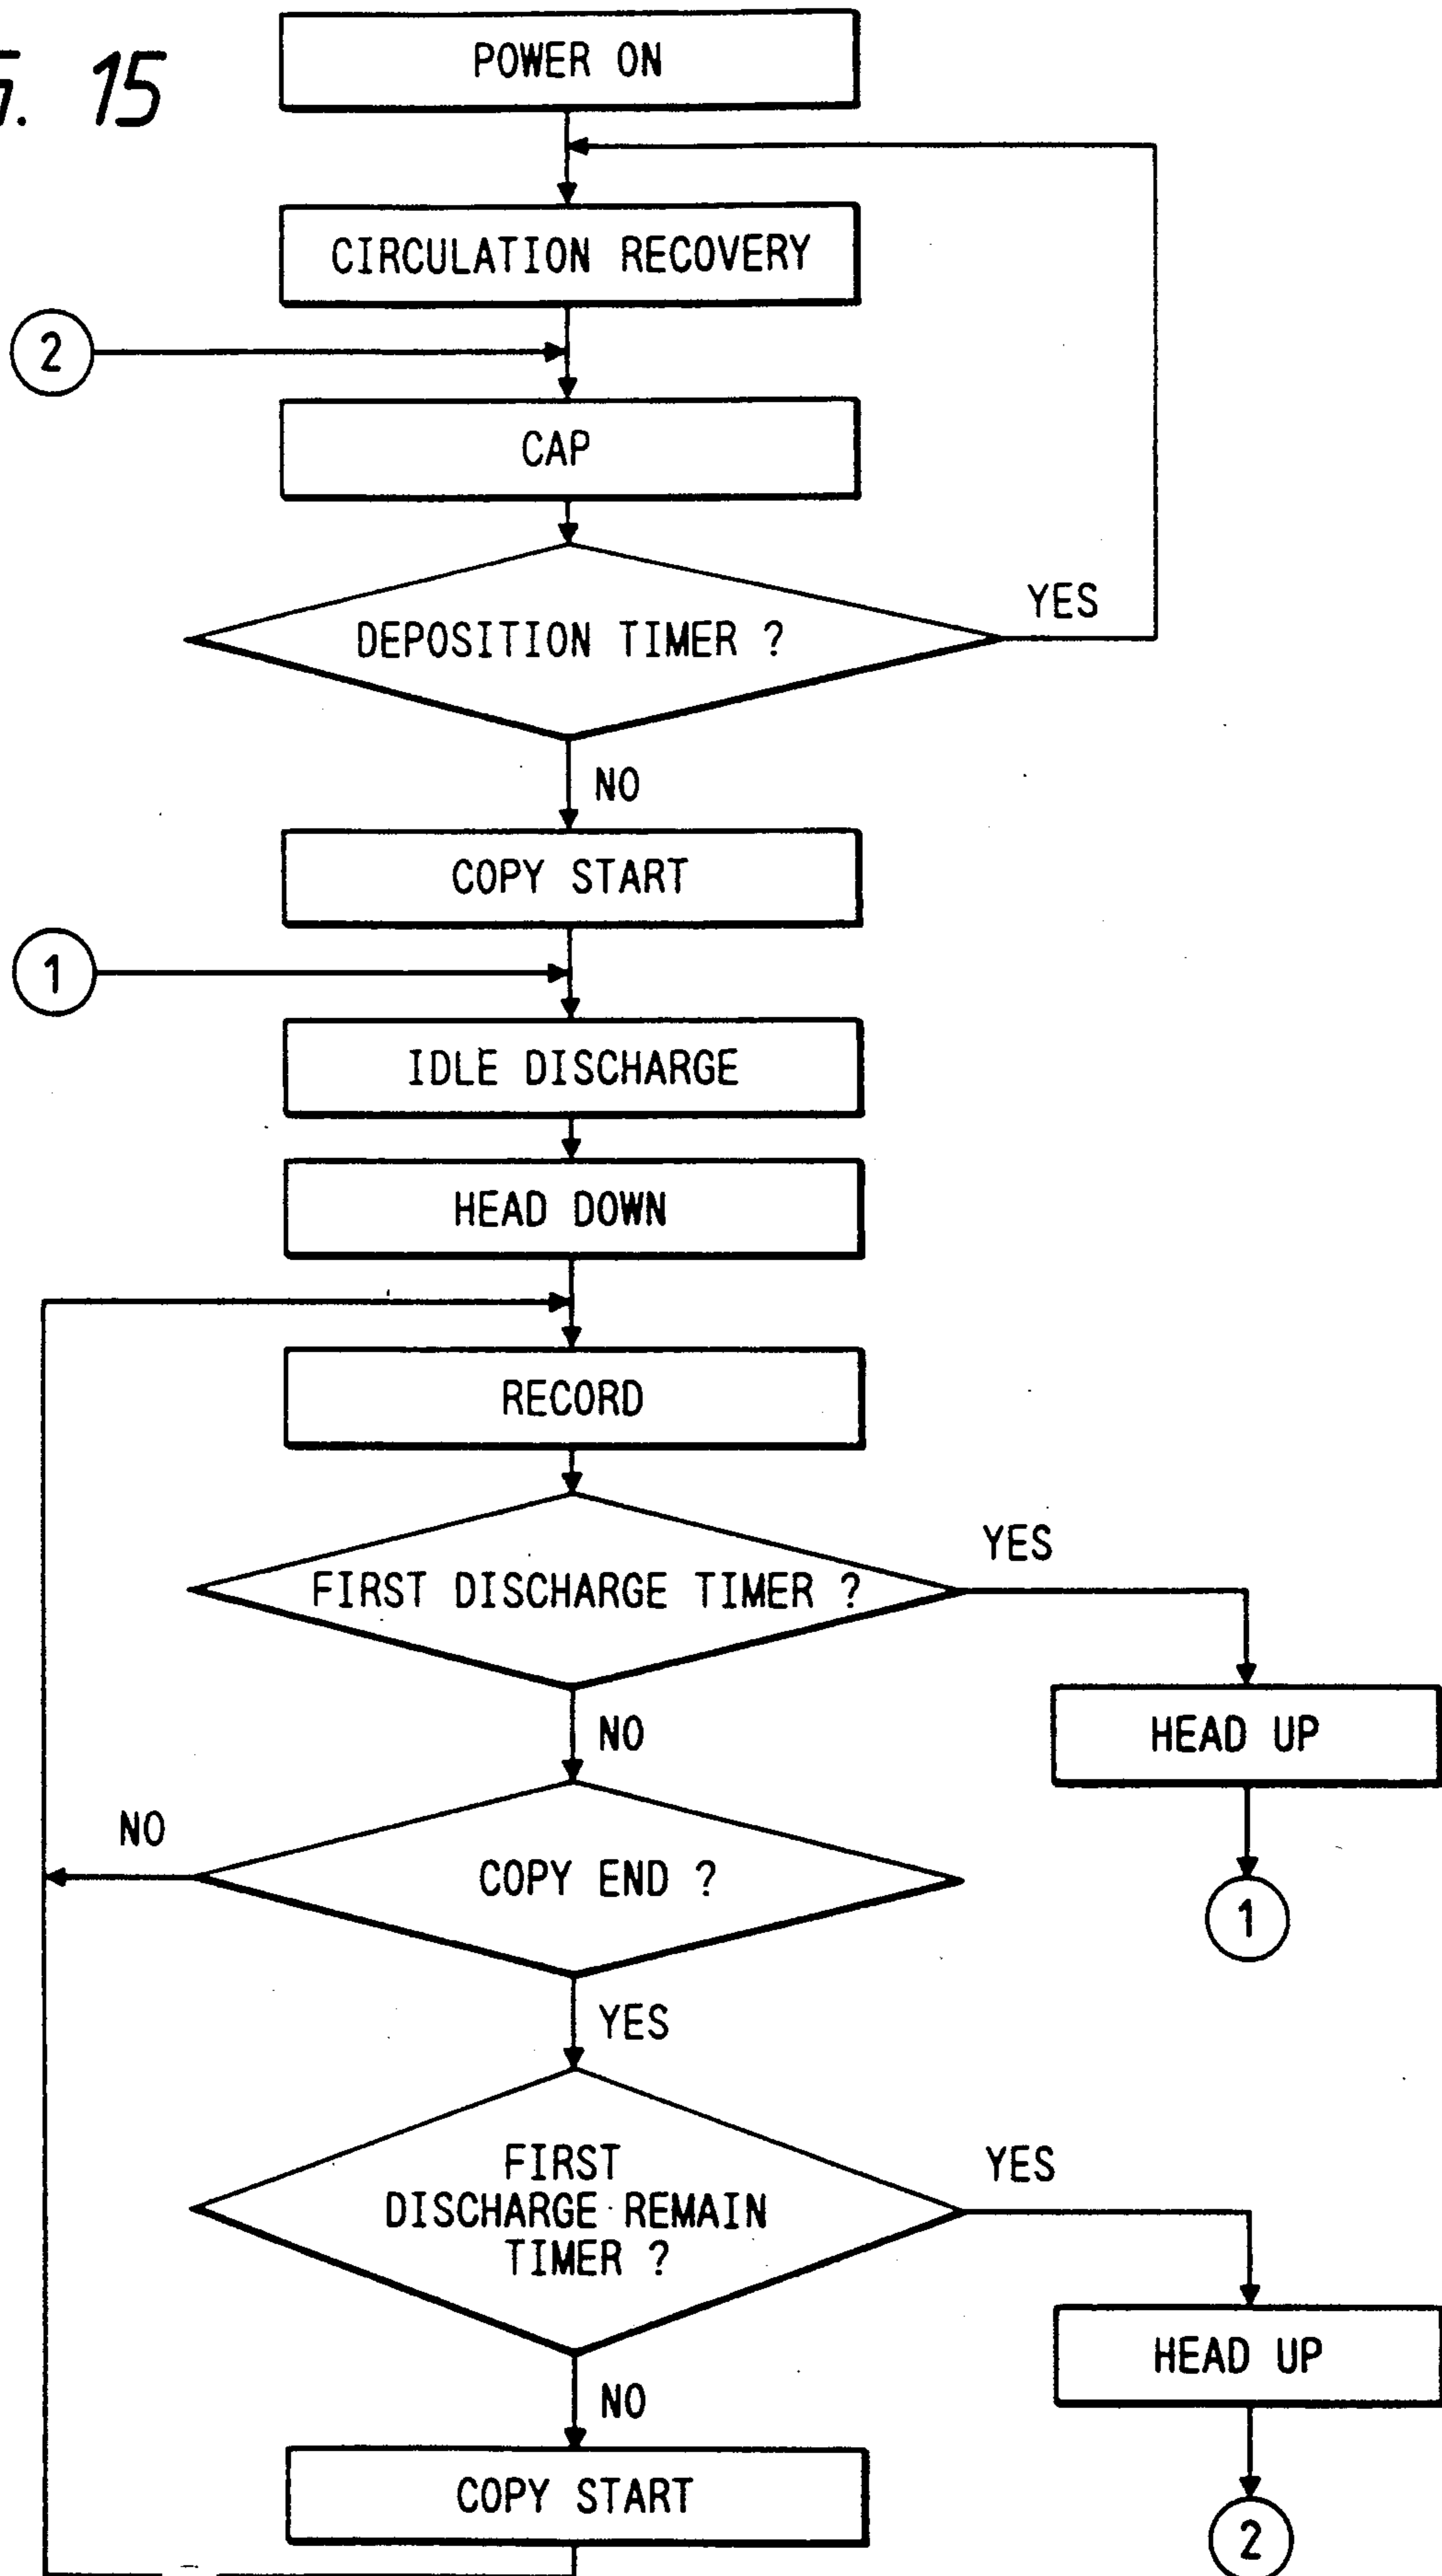 G. 15
POWER ON
CIRCULATION RECOVERY
2
CAP
DEPOSITION TIMER ?
YES
NO
COPY START
1
IDLE DISCHARGE
HEAD DOWN
RECORD
FIRST DISCHARGE TIMER ?
YES
HEAD UP
NO
1
COPY END ?
NO
YES
FIRST
DISCHARGE REMAIN
TIMER ?
YES
HEAD UP
NO
2
COPY START